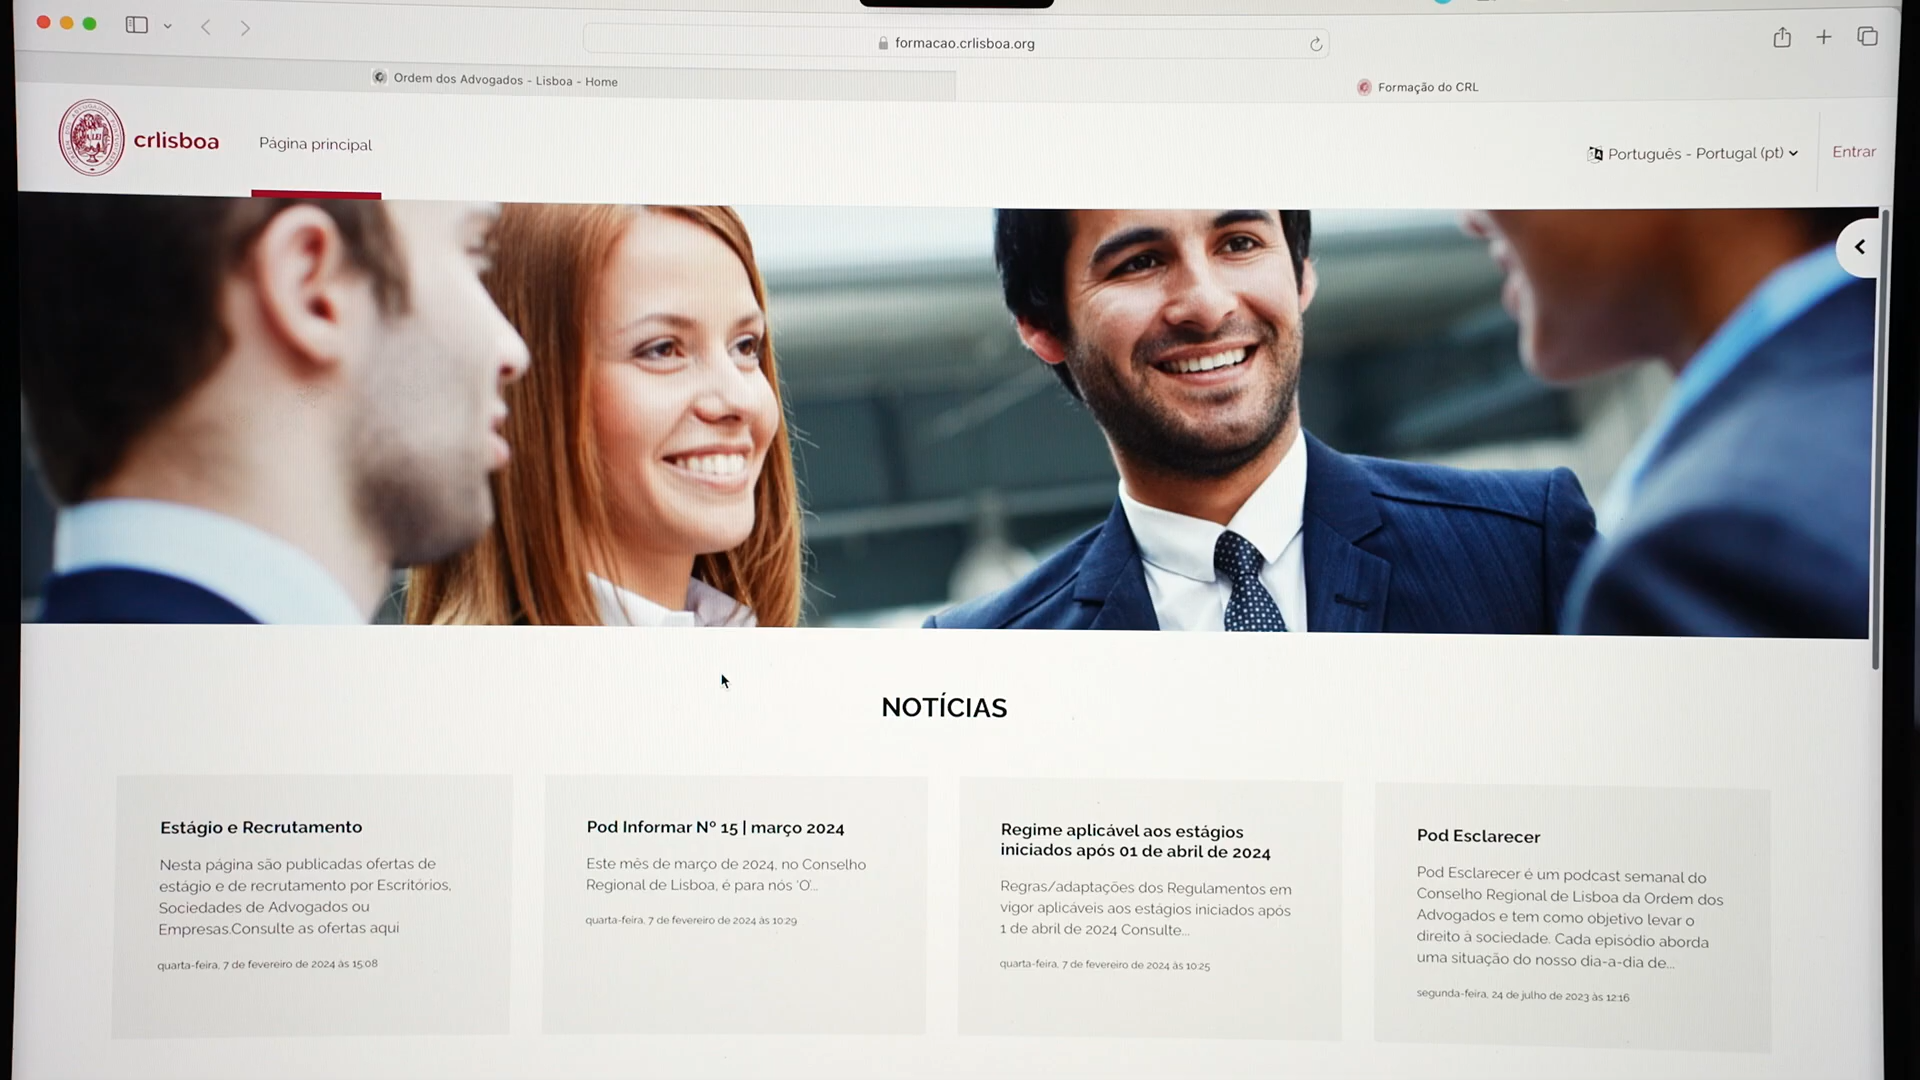 formacao.crlisboa.org
Ordem dos Advogados - Lisboa - Home
Formação do CRL
crlisboa
Página principal
Português - Portugal (pt)
Entrar
NOTÍCIAS
Estágio e Recrutamento
Nesta página são publicadas ofertas de
estágio e de recrutamento por Escritórios,
Sociedades de Advogados ou
Empresas.Consulte as ofertas aqui
quarta-feira, 7 de fevereiro de 2024 às 15:08
Pod Informar Nº 15 | março 2024
Este mês de março de 2024, no Conselho
Regional de Lisboa, é para nós 'O'...
quarta-feira, 7 de fevereiro de 2024 às 10:29
Regime aplicável aos estágios
iniciados após 01 de abril de 2024
Regras/adaptações dos Regulamentos em
vigor aplicáveis aos estágios iniciados após
1 de abril de 2024 Consulte...
quarta-feira, 7 de fevereiro de 2024 às 10:25
Pod Esclarecer
Pod Esclarecer é um podcast semanal do
Conselho Regional de Lisboa da Ordem dos
Advogados e tem como objetivo levar o
direito à sociedade. Cada episódio aborda
uma situação do nosso dia-a-dia de...
segunda-feira, 24 de julho de 2023 às 12:16